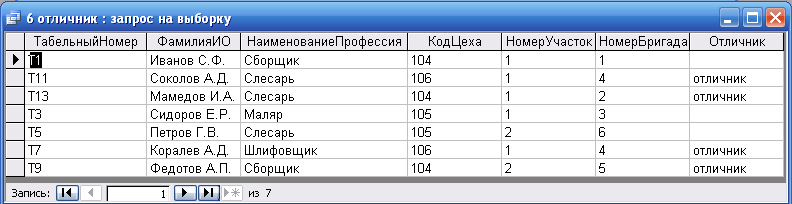 6 отличник : запрос на выборку
ТабельныйНомер ФамилияИО НаименованиеПрофессия КодЦеха НомерУчасток НомерБригада Отличник
Т1 Иванов С.Ф. Сборщик 104 1 1
Т11 Соколов А.Д. Слесарь 106 1 4 отличник
Т13 Мамедов И.А. Слесарь 104 1 2 отличник
Т3 Сидоров Е.Р. Маляр 105 1 3
Т5 Петров Г.В. Слесарь 105 2 6
Т7 Коралев А.Д. Шлифовщик 106 1 4 отличник
Т9 Федотов А.П. Сборщик 104 2 5 отличник
Запись: 1 из 7